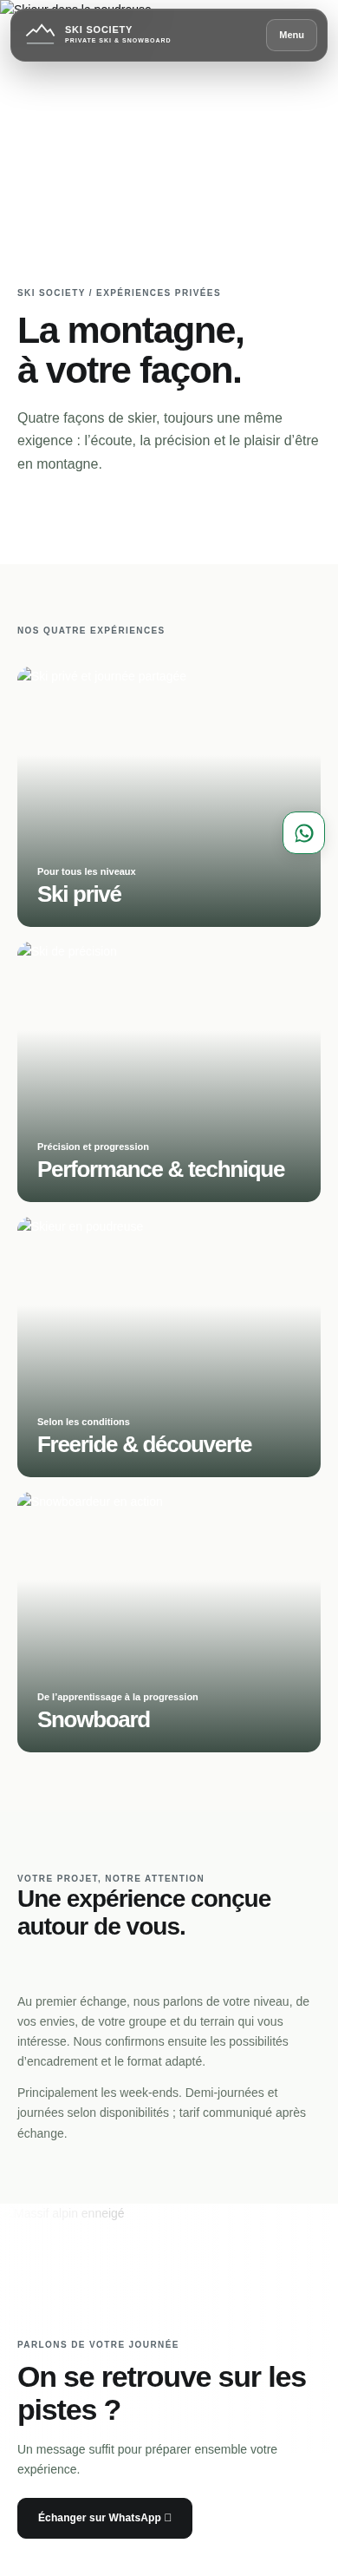 SKI SOCIETY
PRIVATE SKI & SNOWBOARD
Menu
SKI SOCIETY / EXPÉRIENCES PRIVÉES
La montagne,
à votre façon.
Quatre façons de skier, toujours une même
exigence : l’écoute, la précision et le plaisir d’être
en montagne.
NOS QUATRE EXPÉRIENCES
Pour tous les niveaux
Ski privé
Précision et progression
Performance & technique
Selon les conditions
Freeride & découverte
De l’apprentissage à la progression
Snowboard
VOTRE PROJET, NOTRE ATTENTION
Une expérience conçue
autour de vous.
Au premier échange, nous parlons de votre niveau, de
vos envies, de votre groupe et du terrain qui vous
intéresse. Nous confirmons ensuite les possibilités
d’encadrement et le format adapté.
Principalement les week-ends. Demi-journées et
journées selon disponibilités ; tarif communiqué après
échange.
alpin enneigé
PARLONS DE VOTRE JOURNÉE
On se retrouve sur les
pistes ?
Un message suffit pour préparer ensemble votre
expérience.
Échanger sur WhatsApp